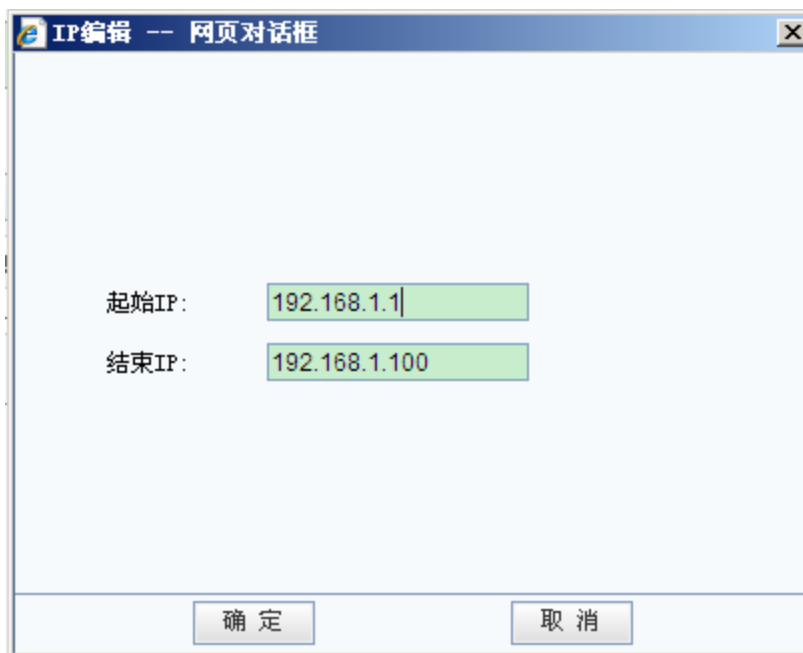 IP编辑 -- 网页对话框
起始IP: 192.168.1.1
结束IP: 192.168.1.100
确 定 取 消